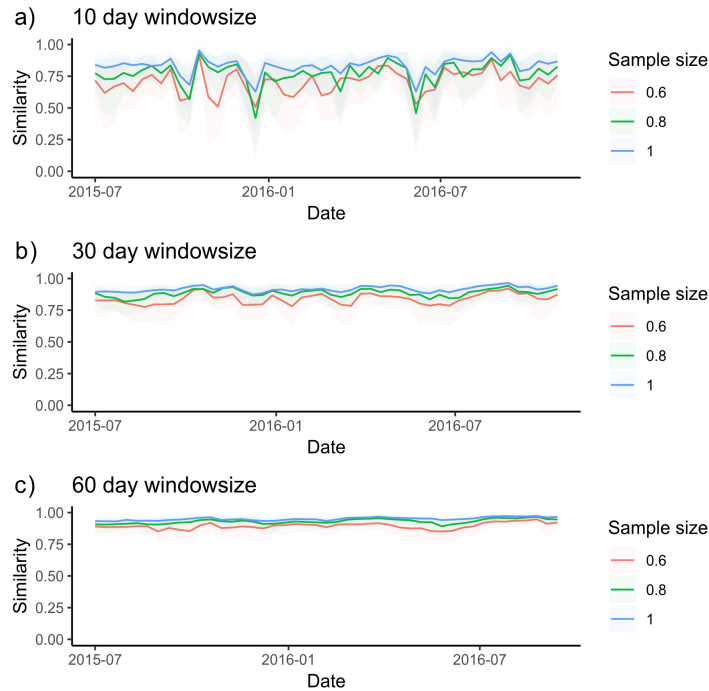 a) 10 day windowsize
1.00
0.75
0.50
0.25
0.00
Similarity
2015-07 2016-01 2016-07
Date
Sample size
0.6
0.8
1
b) 30 day windowsize
1.00
0.75
0.50
0.25
0.00
Similarity
2015-07 2016-01 2016-07
Date
Sample size
0.6
0.8
1
c) 60 day windowsize
1.00
0.75
0.50
0.25
0.00
Similarity
2015-07 2016-01 2016-07
Date
Sample size
0.6
0.8
1